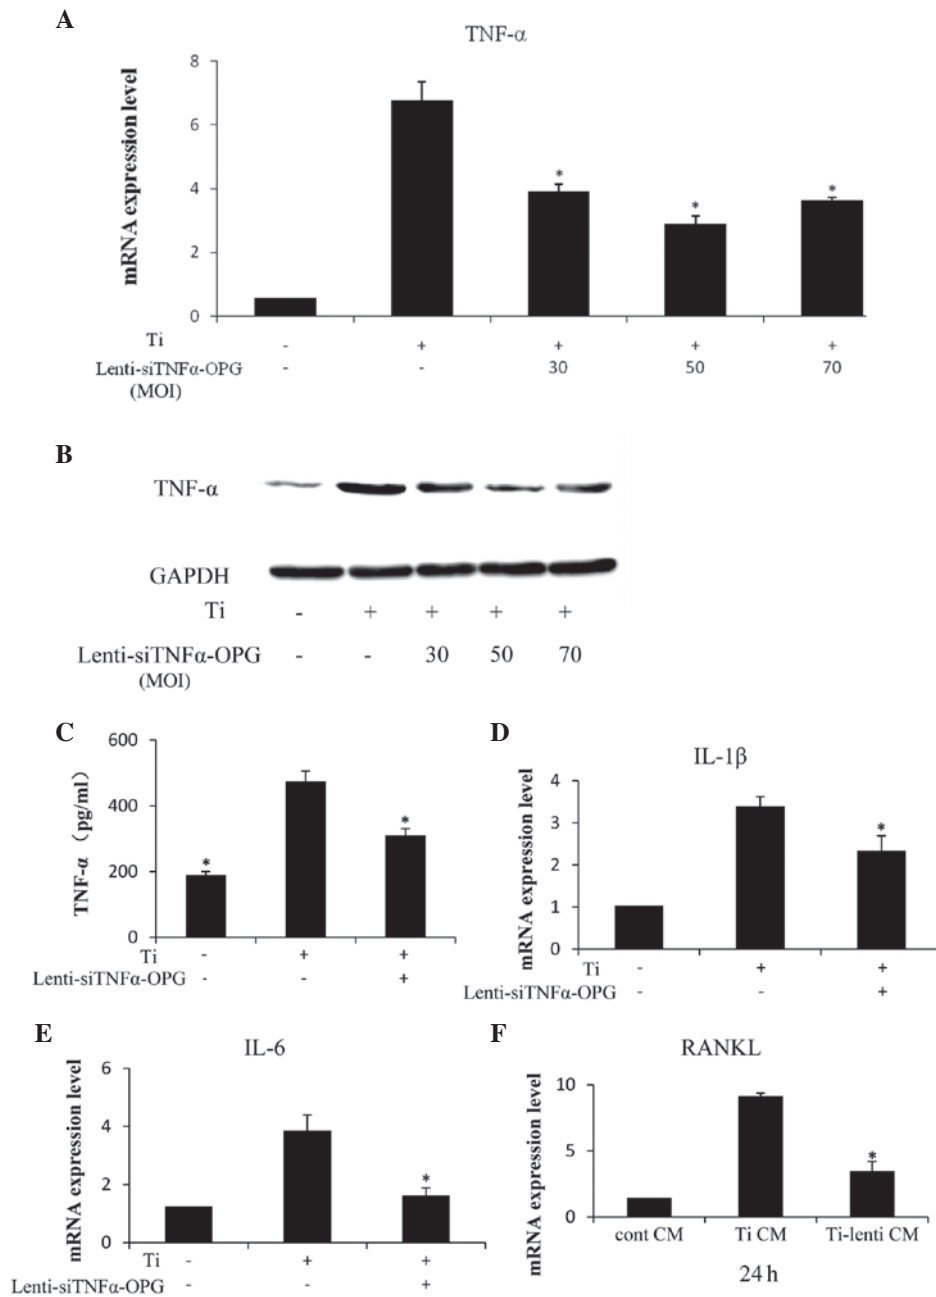 A
TNF-α
mRNA expression level
8
6
4
2
0
* * *
Ti - + + + +
Lenti-siTNFα-OPG - - 30 50 70
(MOI)
B
TNF-α
GAPDH
Ti - + + + +
Lenti-siTNFα-OPG - - 30 50 70
(MOI)
C
TNF-α (pg/ml)
600
400
200
0
* *
Ti - + +
Lenti-siTNFα-OPG - - +
D
IL-1β
mRNA expression level
4
3
2
1
0
*
Ti - + +
Lenti-siTNFα-OPG - - +
E
IL-6
mRNA expression level
6
4
2
0
*
Ti - + +
Lenti-siTNFα-OPG - - +
F
RANKL
mRNA expression level
10
5
0
*
cont CM Ti CM Ti-lenti CM
24 h